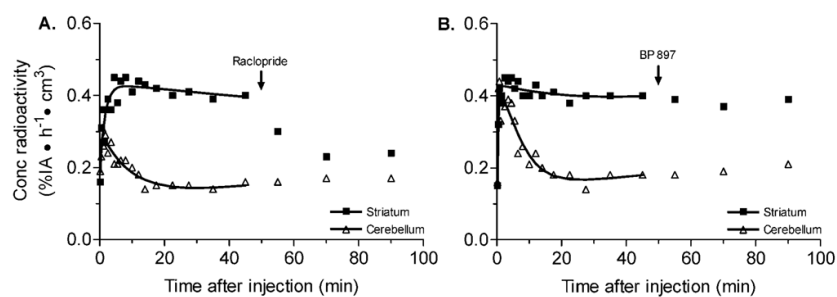 A.
Conc radioactivity
(%IA • h⁻¹• cm³)
0.6
0.4
0.2
0.0
Raclopride
Striatum
Cerebellum
0 20 40 60 80 100
Time after injection (min)
B.
0.6
0.4
0.2
0.0
BP 897
Striatum
Cerebellum
0 20 40 60 80 100
Time after injection (min)